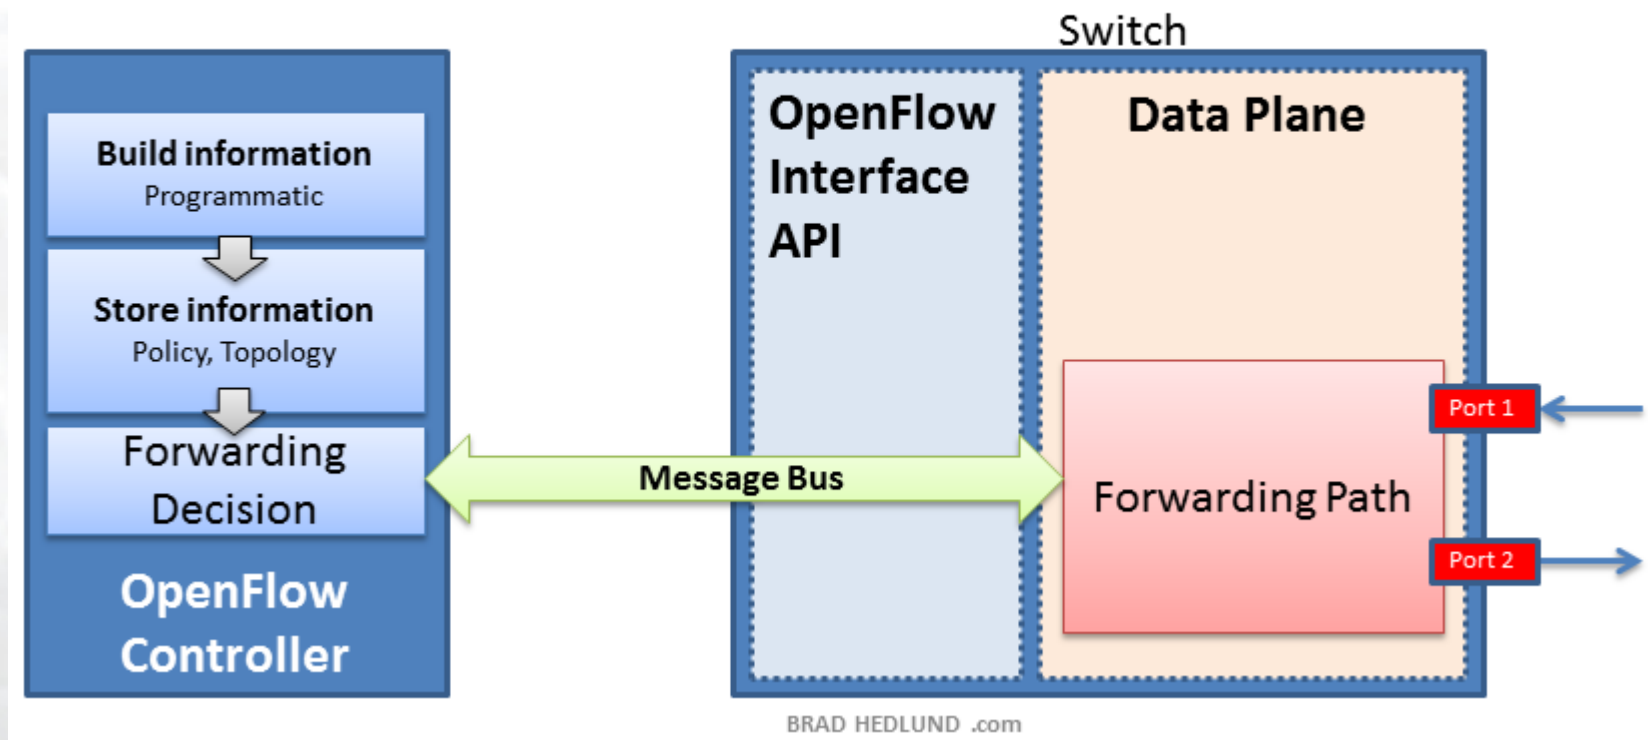 Switch
Build information
Programmatic
Store information
Policy, Topology
Forwarding
Decision
OpenFlow
Controller
Message Bus
OpenFlow
Interface
API
Data Plane
Forwarding Path
Port 1
Port 2
BRAD HEDLUND .com